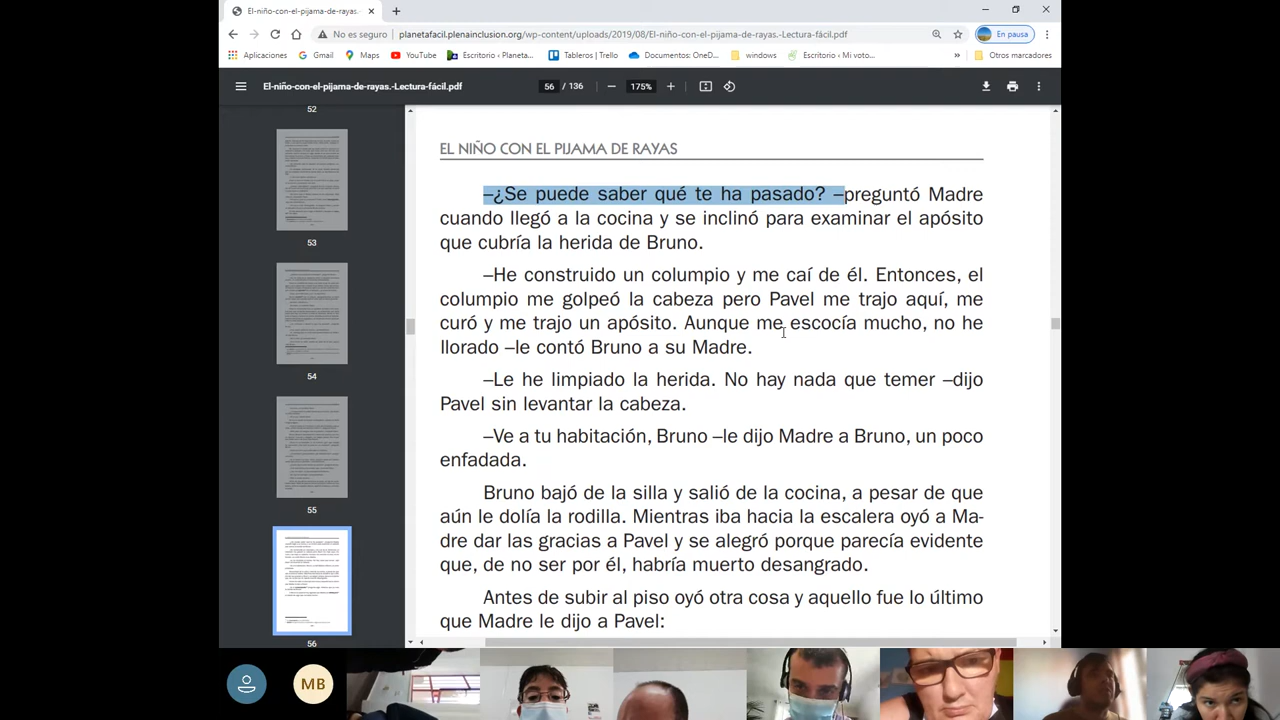 El-niño-con-el-pijama-de-rayas.
No es seguro
planetafacil.plenainclusion.org/wp-content/uploads/2019/08/El-niño-con-el-pijama-de-rayas.-Lectura-fácil.pdf
En pausa
Aplicaciones
Gmail
Maps
YouTube
Escritorio ‹ Planeta...
Tableros | Trello
Documentos: OneD...
windows
Escritorio ‹ Mi voto...
»
Otros marcadores
El-niño-con-el-pijama-de-rayas.-Lectura-fácil.pdf
56 / 136
175%
52
53
54
55
56
EL NIÑO CON EL PIJAMA DE RAYAS
–¿Se puede saber qué te ha pasado? –preguntó Madre
cuando llegó a la cocina y se inclinó para examinar el apósito
que cubría la herida de Bruno.
–He construido un columpio y me caí de él. Entonces, el
columpio me golpeó la cabeza pero Pavel me trajo aquí, me
curó y me puso un apósito. Aunque me escocía mucho, no he
llorado –le contó Bruno a su Madre.
–Le he limpiado la herida. No hay nada que temer –dijo
Pavel sin levantar la cabeza.
–Ve a tu habitación, Bruno –dijo Madre a Bruno, un poco
enfadada.
Bruno bajó de la silla y salió de la cocina, a pesar de que
aún le dolía la rodilla. Mientras iba hacia la escalera oyó a Ma-
dre dar las gracias a Pavel. Bruno se alegró porque parecía evidente
que, de no ser por él, habría muerto desangrado.
Antes de subir al piso oyó otra cosa y aquello fue lo último
que Madre le dijo a Pavel:
MB